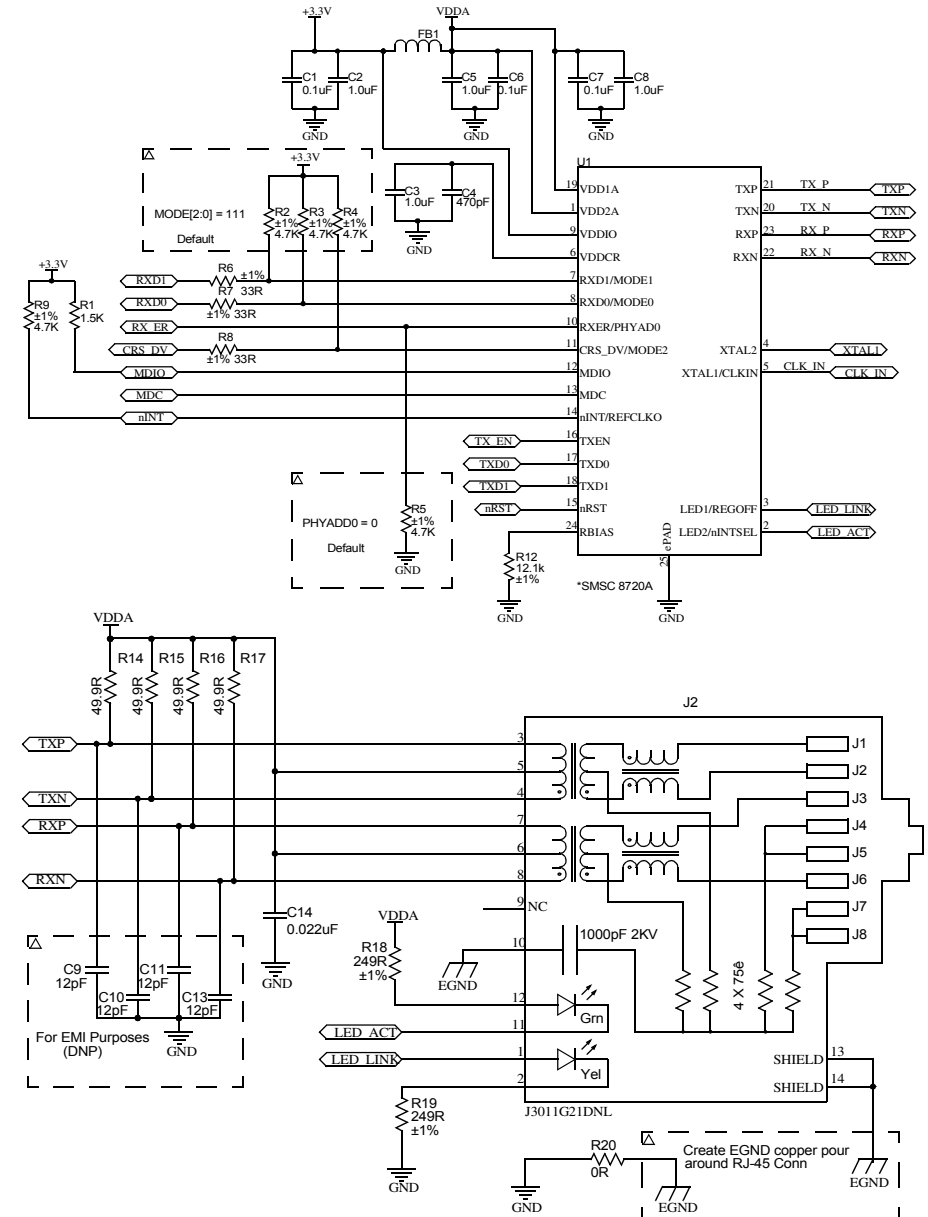 +3.3V
VDDA
FB1
C1
0.1uF
C2
1.0uF
C5
1.0uF
C6
0.1uF
C7
0.1uF
C8
1.0uF
GND
GND
GND
+3.3V
MODE[2:0] = 111
Default
R2
±1%
4.7K
R3
±1%
4.7K
R4
±1%
4.7K
C3
1.0uF
C4
470pF
GND
U1
19
VDD1A
1
VDD2A
9
VDDIO
6
VDDCR
7
RXD1/MODE1
8
RXD0/MODE0
10
RXER/PHYAD0
11
CRS_DV/MODE2
12
MDIO
13
MDC
14
nINT/REFCLKO
16
TXEN
17
TXD0
18
TXD1
15
nRST
24
RBIAS
TXP
21
TX_P
TXP
TXN
20
TX_N
TXN
RXP
23
RX_P
RXP
RXN
22
RX_N
RXN
XTAL2
4
XTAL1
XTAL1/CLKIN
5
CLK_IN
CLK_IN
LED1/REGOFF
3
LED_LINK
LED2/nINTSEL
2
LED_ACT
ePAD
25
GND
*SMSC 8720A
+3.3V
R9
±1%
4.7K
R1
1.5K
RXD1
R6
±1%
33R
RXD0
R7
±1%
33R
RX_ER
CRS_DV
R8
±1%
33R
MDIO
MDC
nINT
TX_EN
TXD0
TXD1
nRST
PHYADD0 = 0
Default
R5
±1%
4.7K
GND
R12
12.1k
±1%
GND
VDDA
R14
49.9R
R15
49.9R
R16
49.9R
R17
49.9R
TXP
TXN
RXP
RXN
C14
0.022uF
GND
C9
12pF
C10
12pF
C11
12pF
C13
12pF
For EMI Purposes
(DNP)
GND
J2
3
5
4
7
6
8
9
NC
10
1000pF 2KV
EGND
VDDA
R18
249R
±1%
12
Grn
11
LED_ACT
1
LED_LINK
Yel
2
R19
249R
±1%
GND
4 X 75ê
J1
J2
J3
J4
J5
J6
J7
J8
SHIELD
13
SHIELD
14
J3011G21DNL
R20
0R
GND
EGND
Create EGND copper pour
around RJ-45 Conn
EGND